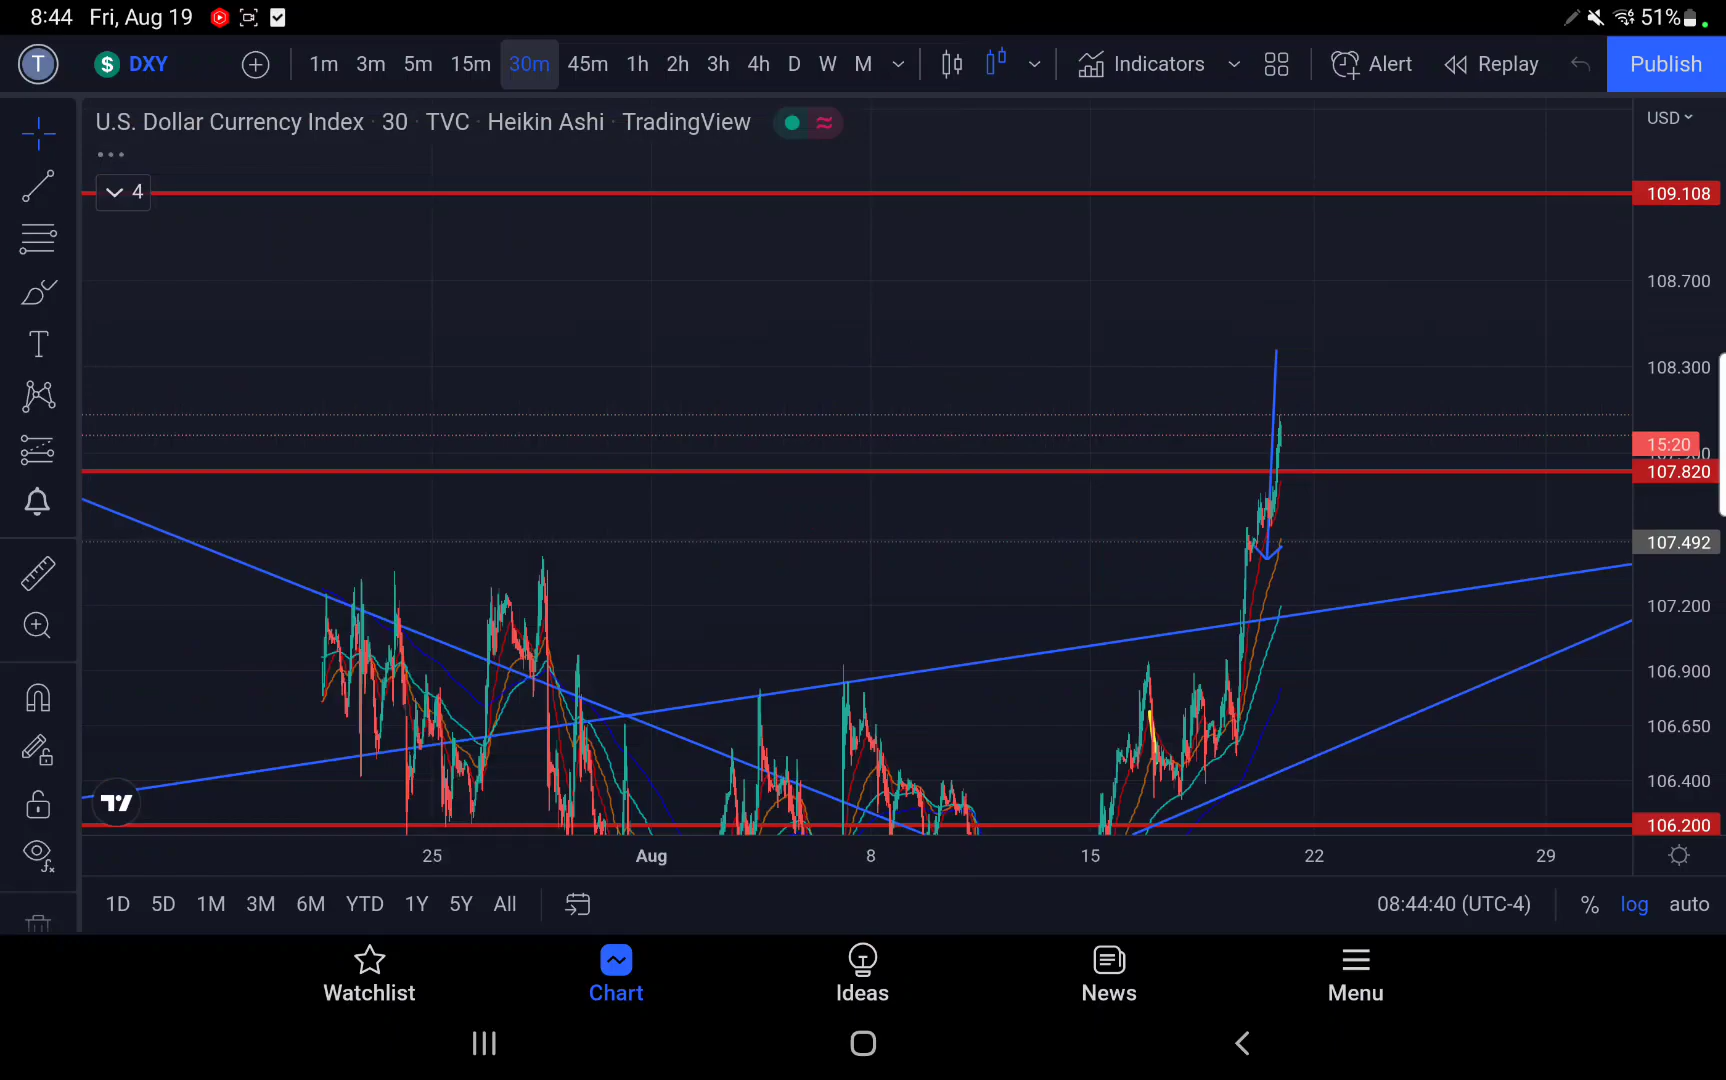 8:44 Fri, Aug 19 51%
T $ DXY 1m 3m 5m 15m 30m 45m 1h 2h 3h 4h D W M Indicators Alert Replay Publish
U.S. Dollar Currency Index · 30 · TVC · Heikin Ashi · TradingView
USD
4
109.108
108.700
108.300
15:20
107.820
107.492
107.200
106.900
106.650
106.400
106.200
25 Aug 8 15 22 29
1D 5D 1M 3M 6M YTD 1Y 5Y All 08:44:40 (UTC-4) % log auto
Watchlist Chart Ideas News Menu